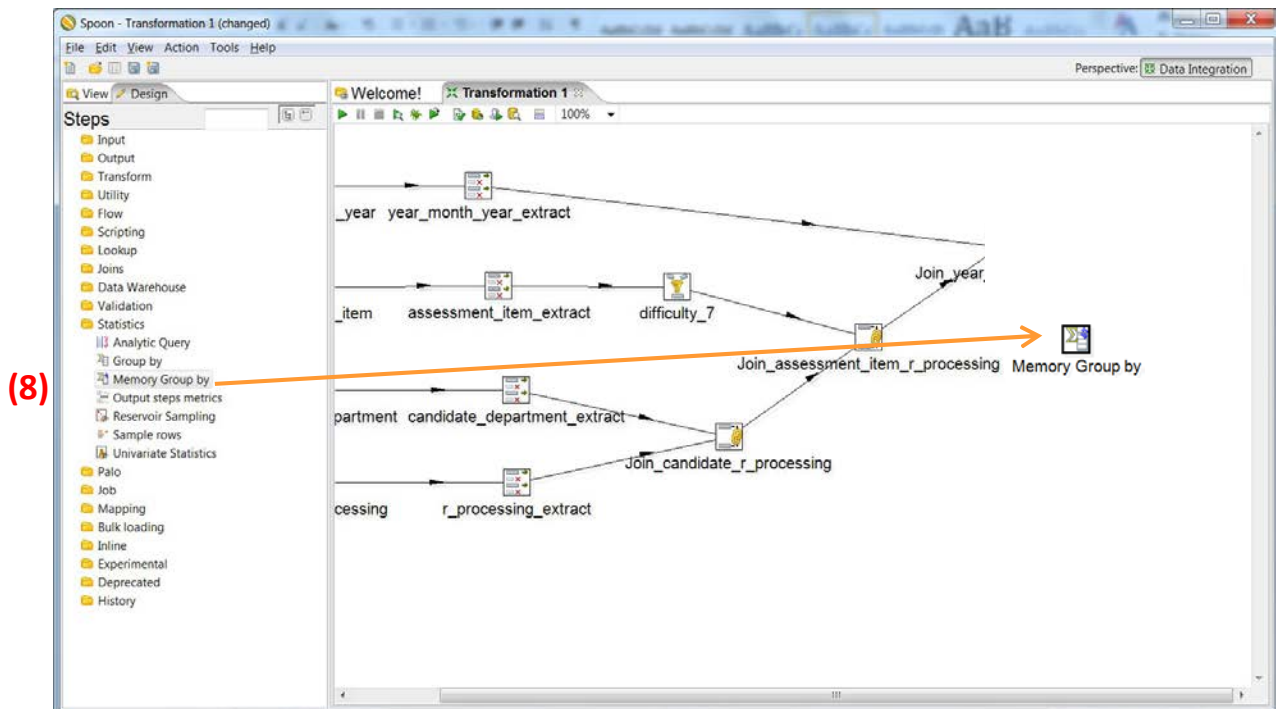 Spoon - Transformation 1 (changed)
AaB
File Edit View Action Tools Help
Perspective: Data Integration
View Design
Welcome! Transformation 1
Steps
100%
Input
Output
Transform
Utility
Flow
Scripting
Lookup
Joins
Data Warehouse
Validation
Statistics
Analytic Query
Group by
Memory Group by
Output steps metrics
Reservoir Sampling
Sample rows
Univariate Statistics
Palo
Job
Mapping
Bulk loading
Inline
Experimental
Deprecated
History
(8)
_year year_month_year_extract
Join_year_
_item assessment_item_extract difficulty_7
Join_assessment_item_r_processing Memory Group by
partment candidate_department_extract
Join_candidate_r_processing
cessing r_processing_extract